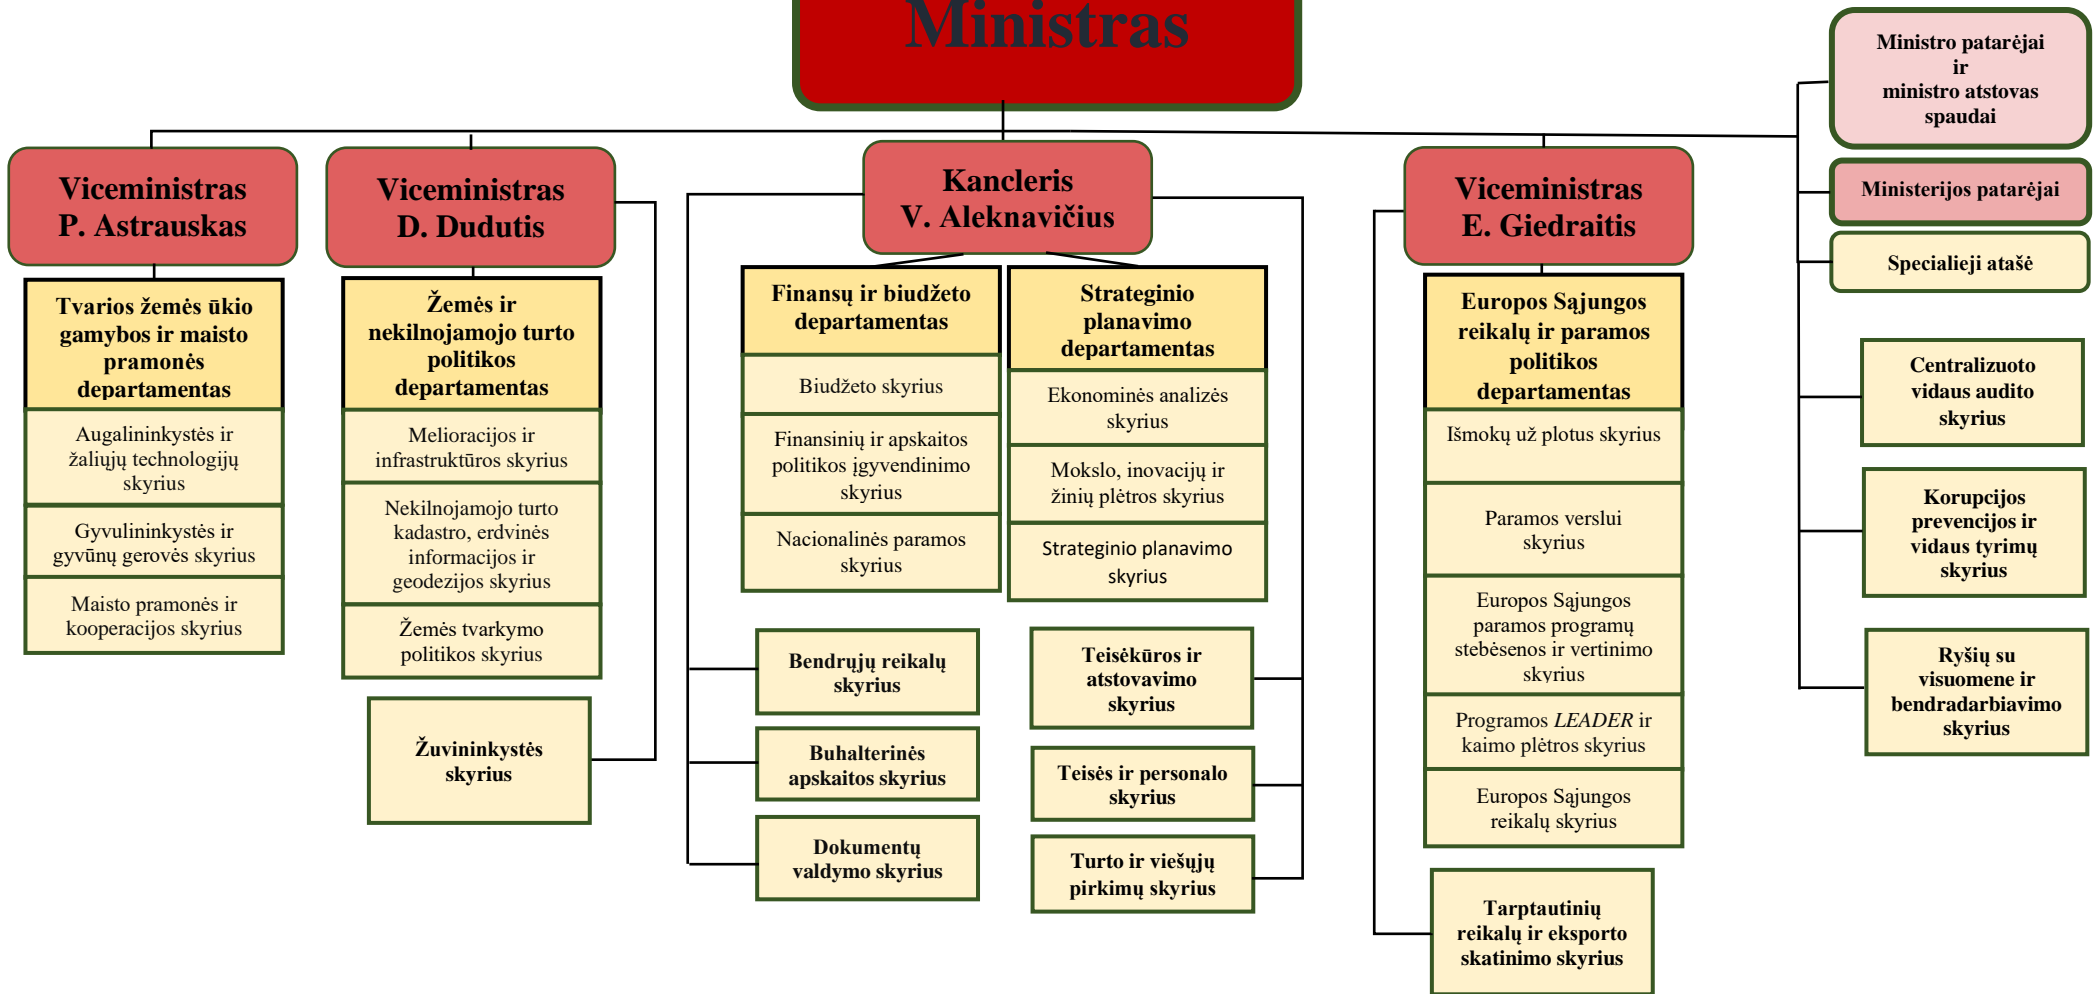 Ministras
Ministro patarėjai
ir
ministro atstovas
spaudai
Ministerijos patarėjai
Specialieji atašė
Centralizuoto
vidaus audito
skyrius
Korupcijos
prevencijos ir
vidaus tyrimų
skyrius
Ryšių su
visuomene ir
bendradarbiavimo
skyrius
Viceministras
P. Astrauskas
Tvarios žemės ūkio
gamybos ir maisto
pramonės
departamentas
Augalininkystės ir
žaliųjų technologijų
skyrius
Gyvulininkystės ir
gyvūnų gerovės skyrius
Maisto pramonės ir
kooperacijos skyrius
Viceministras
D. Dudutis
Žemės ir
nekilnojamojo turto
politikos
departamentas
Melioracijos ir
infrastruktūros skyrius
Nekilnojamojo turto
kadastro, erdvinės
informacijos ir
geodezijos skyrius
Žemės tvarkymo
politikos skyrius
Žuvininkystės
skyrius
Kancleris
V. Aleknavičius
Finansų ir biudžeto
departamentas
Biudžeto skyrius
Finansinių ir apskaitos
politikos įgyvendinimo
skyrius
Nacionalinės paramos
skyrius
Strateginio
planavimo
departamentas
Ekonominės analizės
skyrius
Mokslo, inovacijų ir
žinių plėtros skyrius
Strateginio planavimo
skyrius
Bendrųjų reikalų
skyrius
Buhalterinės
apskaitos skyrius
Dokumentų
valdymo skyrius
Teisėkūros ir
atstovavimo
skyrius
Teisės ir personalo
skyrius
Turto ir viešųjų
pirkimų skyrius
Viceministras
E. Giedraitis
Europos Sąjungos
reikalų ir paramos
politikos
departamentas
Išmokų už plotus skyrius
Paramos verslui
skyrius
Europos Sąjungos
paramos programų
stebėsenos ir vertinimo
skyrius
Programos LEADER ir
kaimo plėtros skyrius
Europos Sąjungos
reikalų skyrius
Tarptautinių
reikalų ir eksporto
skatinimo skyrius